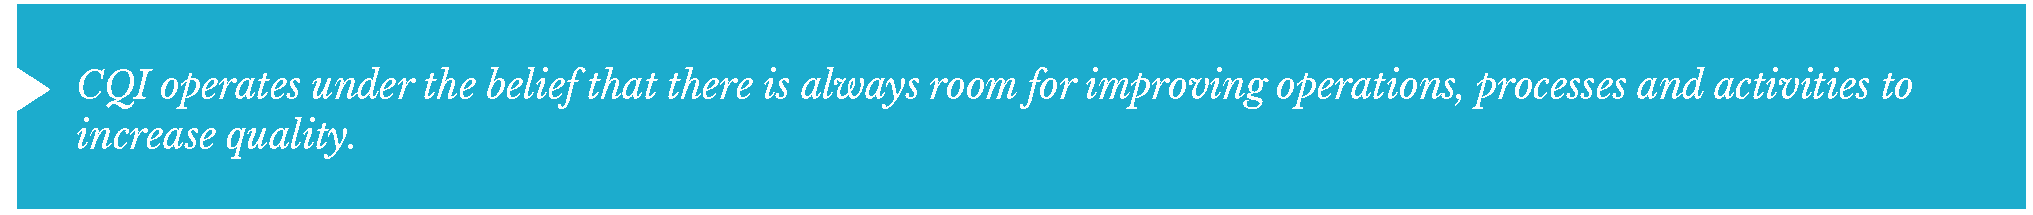 CQI operates under the belief that there is always room for improving operations, processes and activities to
increase quality.